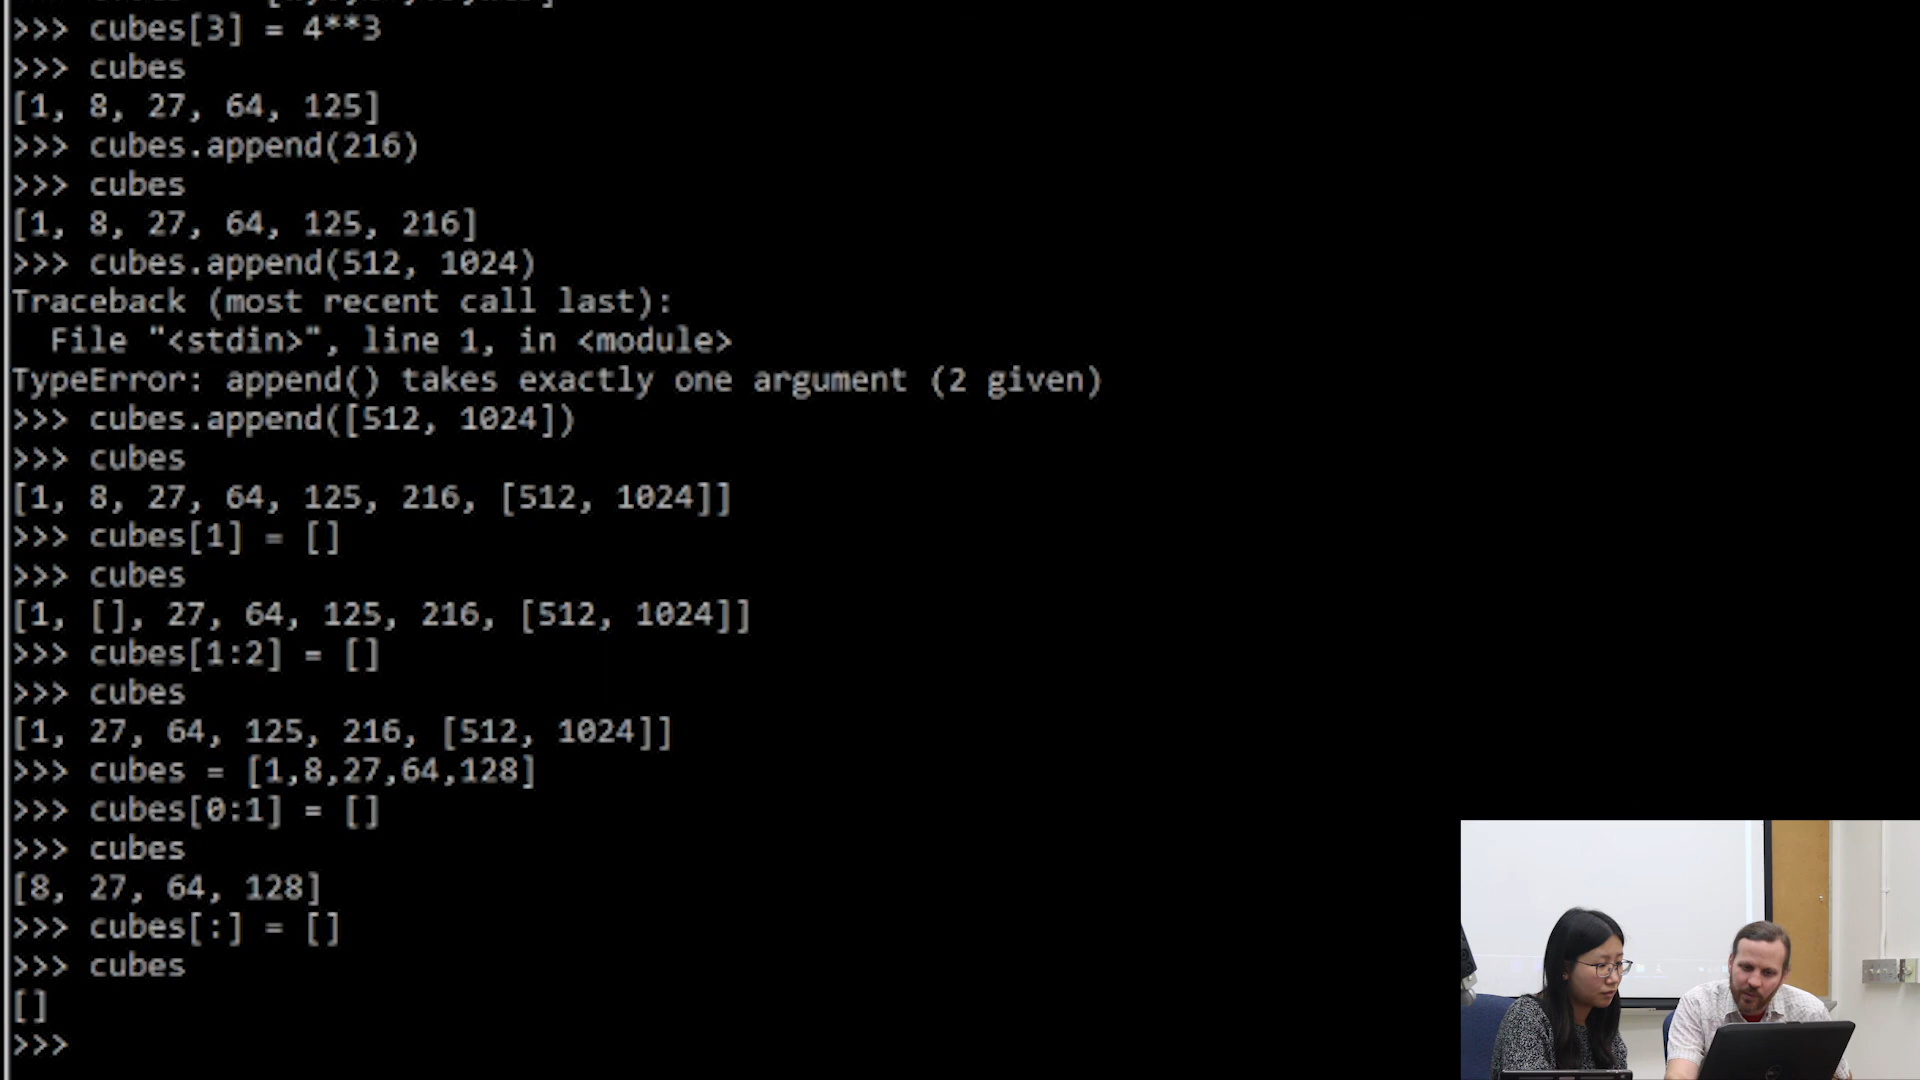 >>> cubes[3] = 4**3
>>> cubes
[1, 8, 27, 64, 125]
>>> cubes.append(216)
>>> cubes
[1, 8, 27, 64, 125, 216]
>>> cubes.append(512, 1024)
Traceback (most recent call last):
  File "<stdin>", line 1, in <module>
TypeError: append() takes exactly one argument (2 given)
>>> cubes.append([512, 1024])
>>> cubes
[1, 8, 27, 64, 125, 216, [512, 1024]]
>>> cubes[1] = []
>>> cubes
[1, [], 27, 64, 125, 216, [512, 1024]]
>>> cubes[1:2] = []
>>> cubes
[1, 27, 64, 125, 216, [512, 1024]]
>>> cubes = [1,8,27,64,128]
>>> cubes[0:1] = []
>>> cubes
[8, 27, 64, 128]
>>> cubes[:] = []
>>> cubes
[]
>>>